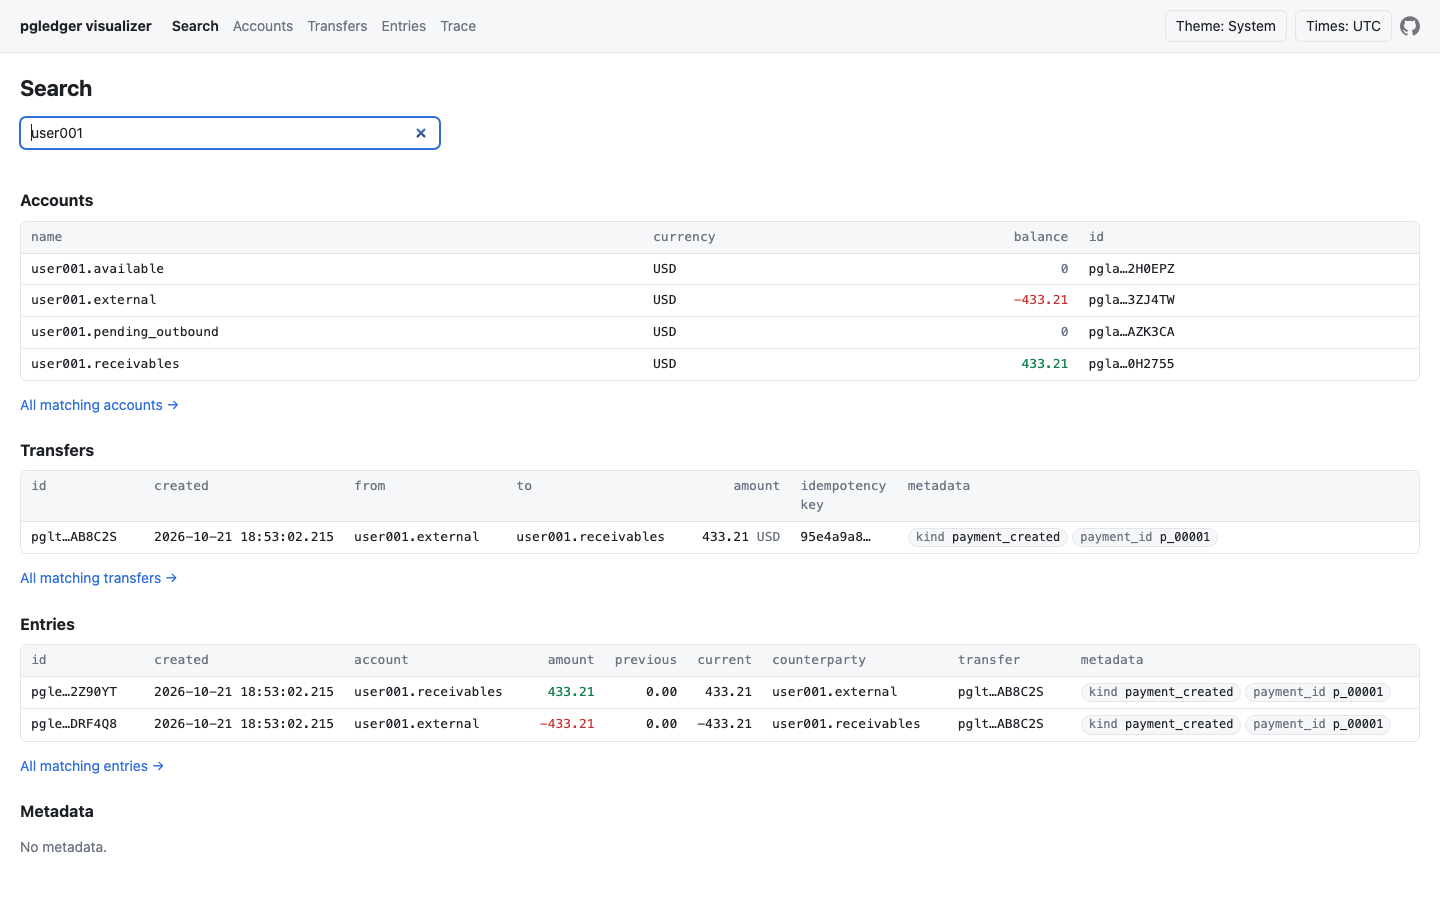 pgledger visualizer Search Accounts Transfers Entries Trace Theme: System Times: UTC
Search
user001
Accounts
name currency balance id
user001.available USD 0 pgla…2H0EPZ
user001.external USD −433.21 pgla…3ZJ4TW
user001.pending_outbound USD 0 pgla…AZK3CA
user001.receivables USD 433.21 pgla…0H2755
All matching accounts →
Transfers
id created from to amount idempotency key metadata
pglt…AB8C2S 2026-10-21 18:53:02.215 user001.external user001.receivables 433.21 USD 95e4a9a8… kind payment_created payment_id p_00001
All matching transfers →
Entries
id created account amount previous current counterparty transfer metadata
pgle…2Z90YT 2026-10-21 18:53:02.215 user001.receivables 433.21 0.00 433.21 user001.external pglt…AB8C2S kind payment_created payment_id p_00001
pgle…DRF4Q8 2026-10-21 18:53:02.215 user001.external −433.21 0.00 −433.21 user001.receivables pglt…AB8C2S kind payment_created payment_id p_00001
All matching entries →
Metadata
No metadata.